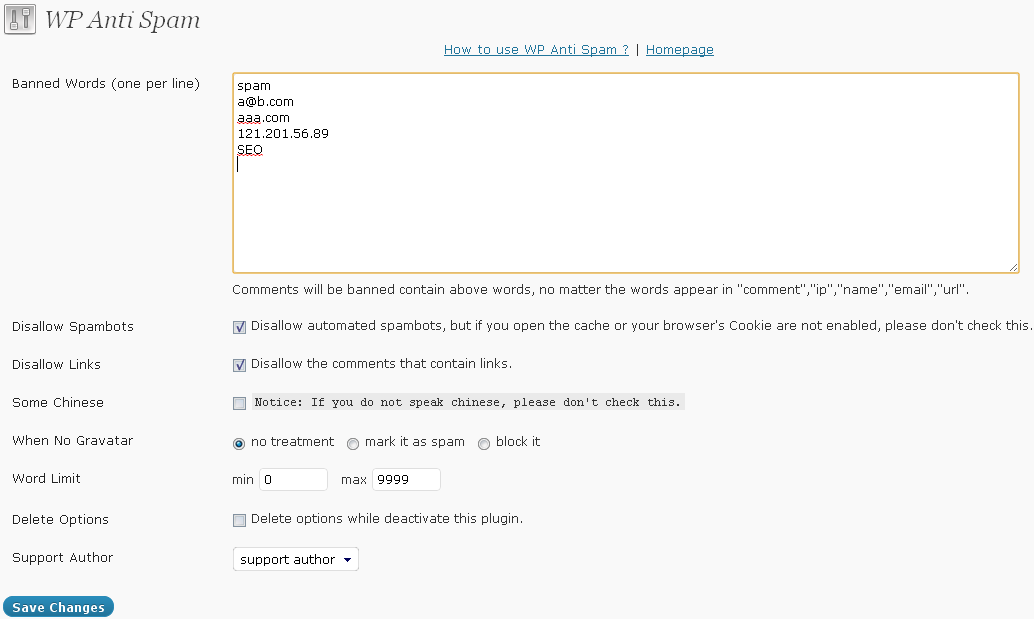 WP Anti Spam
How to use WP Anti Spam ? | Homepage
Banned Words (one per line)
spam
a@b.com
aaa.com
121.201.56.89
SEO
Comments will be banned contain above words, no matter the words appear in "comment","ip","name","email","url".
Disallow Spambots Disallow automated spambots, but if you open the cache or your browser's Cookie are not enabled, please don't check this.
Disallow Links Disallow the comments that contain links.
Some Chinese Notice: If you do not speak chinese, please don't check this.
When No Gravatar no treatment mark it as spam block it
Word Limit min 0 max 9999
Delete Options Delete options while deactivate this plugin.
Support Author support author
Save Changes